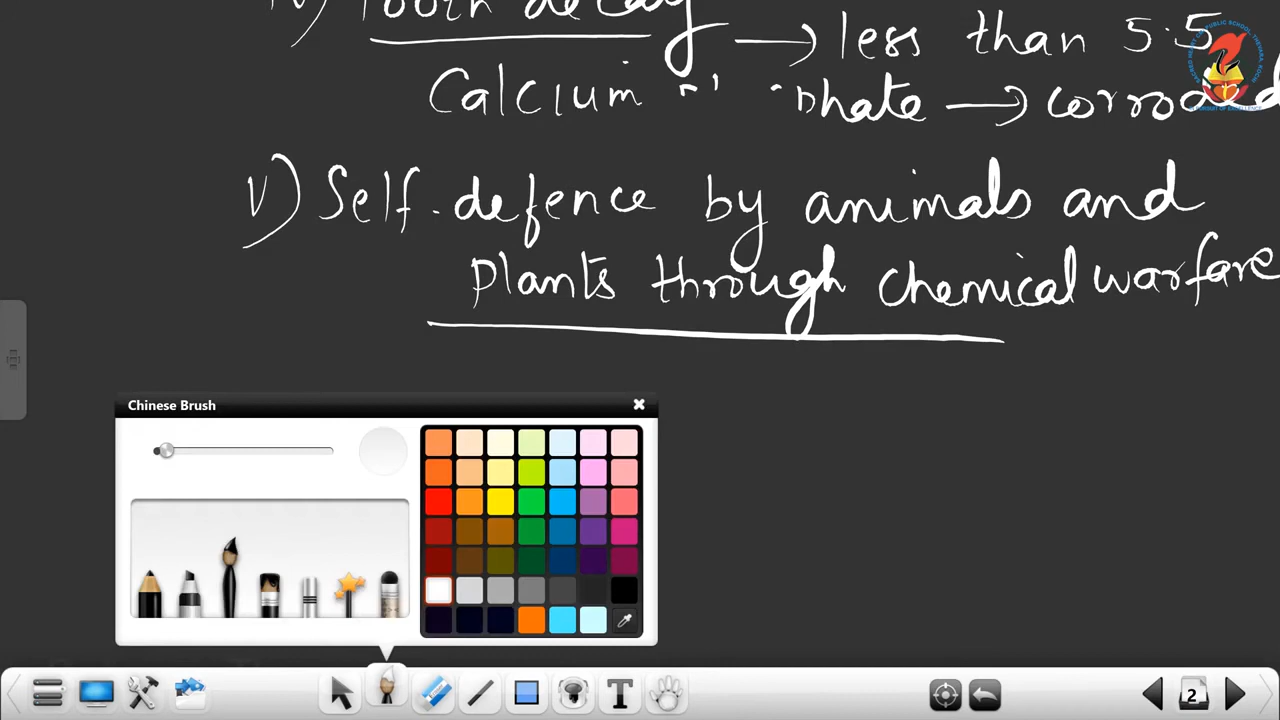 iv) Tooth decay
→ less than 5.5
Calcium phate → corroded
v) Self-defence by animals and
Plants through chemical warfare
Chinese Brush
T
2